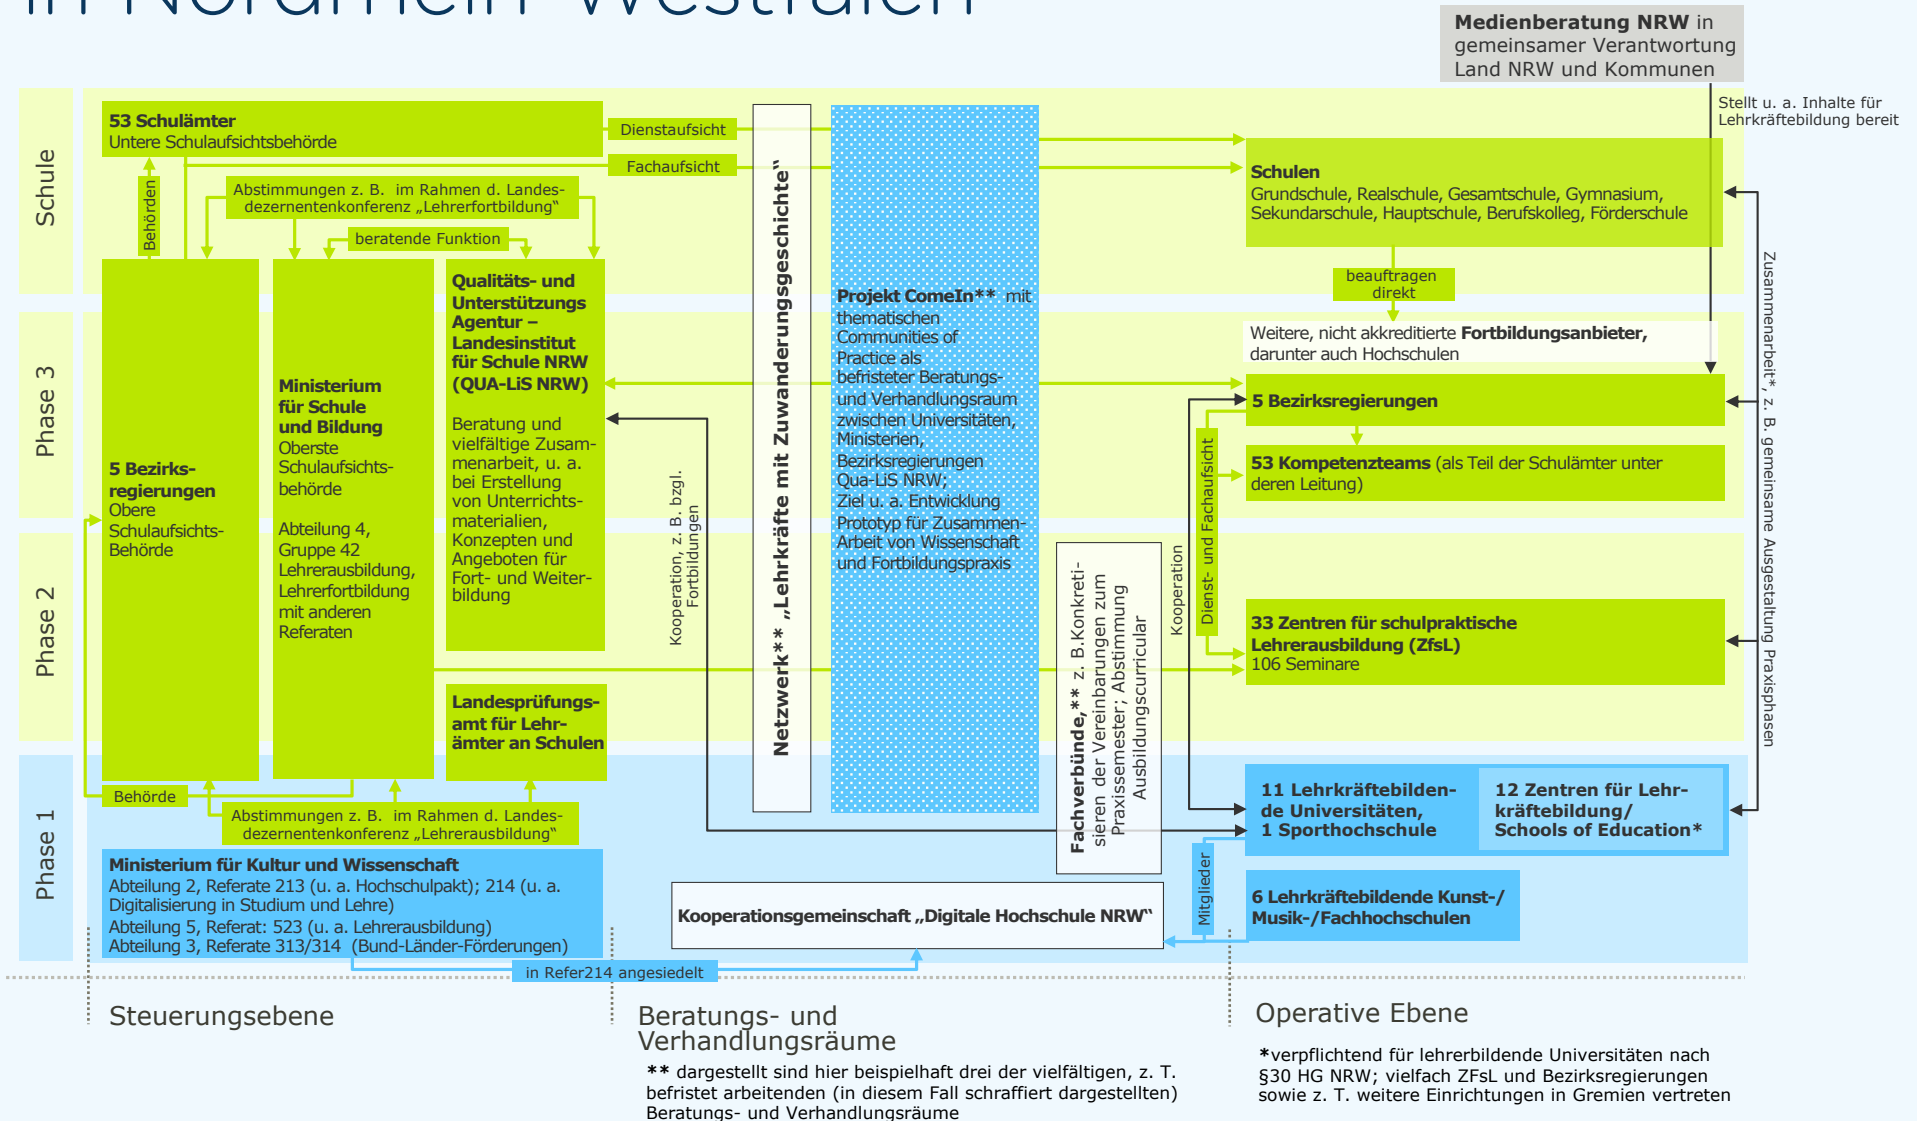 in Nordrhein-Westfalen
Medienberatung NRW in
gemeinsamer Verantwortung
Land NRW und Kommunen
Stellt u. a. Inhalte für
Lehrkräftebildung bereit
Schule
Phase 3
Phase 2
Phase 1
53 Schulämter
Untere Schulaufsichtsbehörde
Dienstaufsicht
Fachaufsicht
Behörden
Abstimmungen z. B. im Rahmen d. Landes-
dezernentenkonferenz „Lehrerfortbildung“
beratende Funktion
5 Bezirks-
regierungen
Obere
Schulaufsichts-
Behörde
Ministerium
für Schule
und Bildung
Oberste
Schulaufsichts-
behörde
Abteilung 4,
Gruppe 42
Lehrerausbildung,
Lehrerfortbildung
mit anderen
Referaten
Qualitäts- und
Unterstützungs
Agentur –
Landesinstitut
für Schule NRW
(QUA-LiS NRW)
Beratung und
vielfältige Zusam-
menarbeit, u. a.
bei Erstellung
von Unterrichts-
materialien,
Konzepten und
Angeboten für
Fort- und Weiter-
bildung
Landesprüfungs-
amt für Lehr-
ämter an Schulen
Behörde
Abstimmungen z. B. im Rahmen d. Landes-
dezernentenkonferenz „Lehrerausbildung“
Ministerium für Kultur und Wissenschaft
Abteilung 2, Referate 213 (u. a. Hochschulpakt); 214 (u. a.
Digitalisierung in Studium und Lehre)
Abteilung 5, Referat: 523 (u. a. Lehrerausbildung)
Abteilung 3, Referate 313/314 (Bund-Länder-Förderungen)
in Refer214 angesiedelt
Kooperation, z. B. bzgl.
Fortbildungen
Netzwerk** „Lehrkräfte mit Zuwanderungsgeschichte“
Projekt ComeIn** mit
thematischen
Communities of
Practice als
befristeter Beratungs-
und Verhandlungsraum
zwischen Universitäten,
Ministerien,
Bezirksregierungen
Qua-LiS NRW;
Ziel u. a. Entwicklung
Prototyp für Zusammen-
Arbeit von Wissenschaft
und Fortbildungspraxis
Fachverbünde,** z. B.Konkreti-
sieren der Vereinbarungen zum
Praxissemester; Abstimmung
Ausbildungscurricular
Kooperationsgemeinschaft „Digitale Hochschule NRW“
Kooperation
Dienst- und Fachaufsicht
Mitglieder
Schulen
Grundschule, Realschule, Gesamtschule, Gymnasium,
Sekundarschule, Hauptschule, Berufskolleg, Förderschule
beauftragen
direkt
Weitere, nicht akkreditierte Fortbildungsanbieter,
darunter auch Hochschulen
5 Bezirksregierungen
53 Kompetenzteams (als Teil der Schulämter unter
deren Leitung)
33 Zentren für schulpraktische
Lehrerausbildung (ZfsL)
106 Seminare
11 Lehrkräftebilden-
de Universitäten,
1 Sporthochschule
12 Zentren für Lehr-
kräftebildung/
Schools of Education*
6 Lehrkräftebildende Kunst-/
Musik-/Fachhochschulen
Zusammenarbeit*, z. B. gemeinsame Ausgestaltung Praxisphasen
Steuerungsebene
Beratungs- und
Verhandlungsräume
** dargestellt sind hier beispielhaft drei der vielfältigen, z. T.
befristet arbeitenden (in diesem Fall schraffiert dargestellten)
Beratungs- und Verhandlungsräume
Operative Ebene
*verpflichtend für lehrerbildende Universitäten nach
§30 HG NRW; vielfach ZFsL und Bezirksregierungen
sowie z. T. weitere Einrichtungen in Gremien vertreten